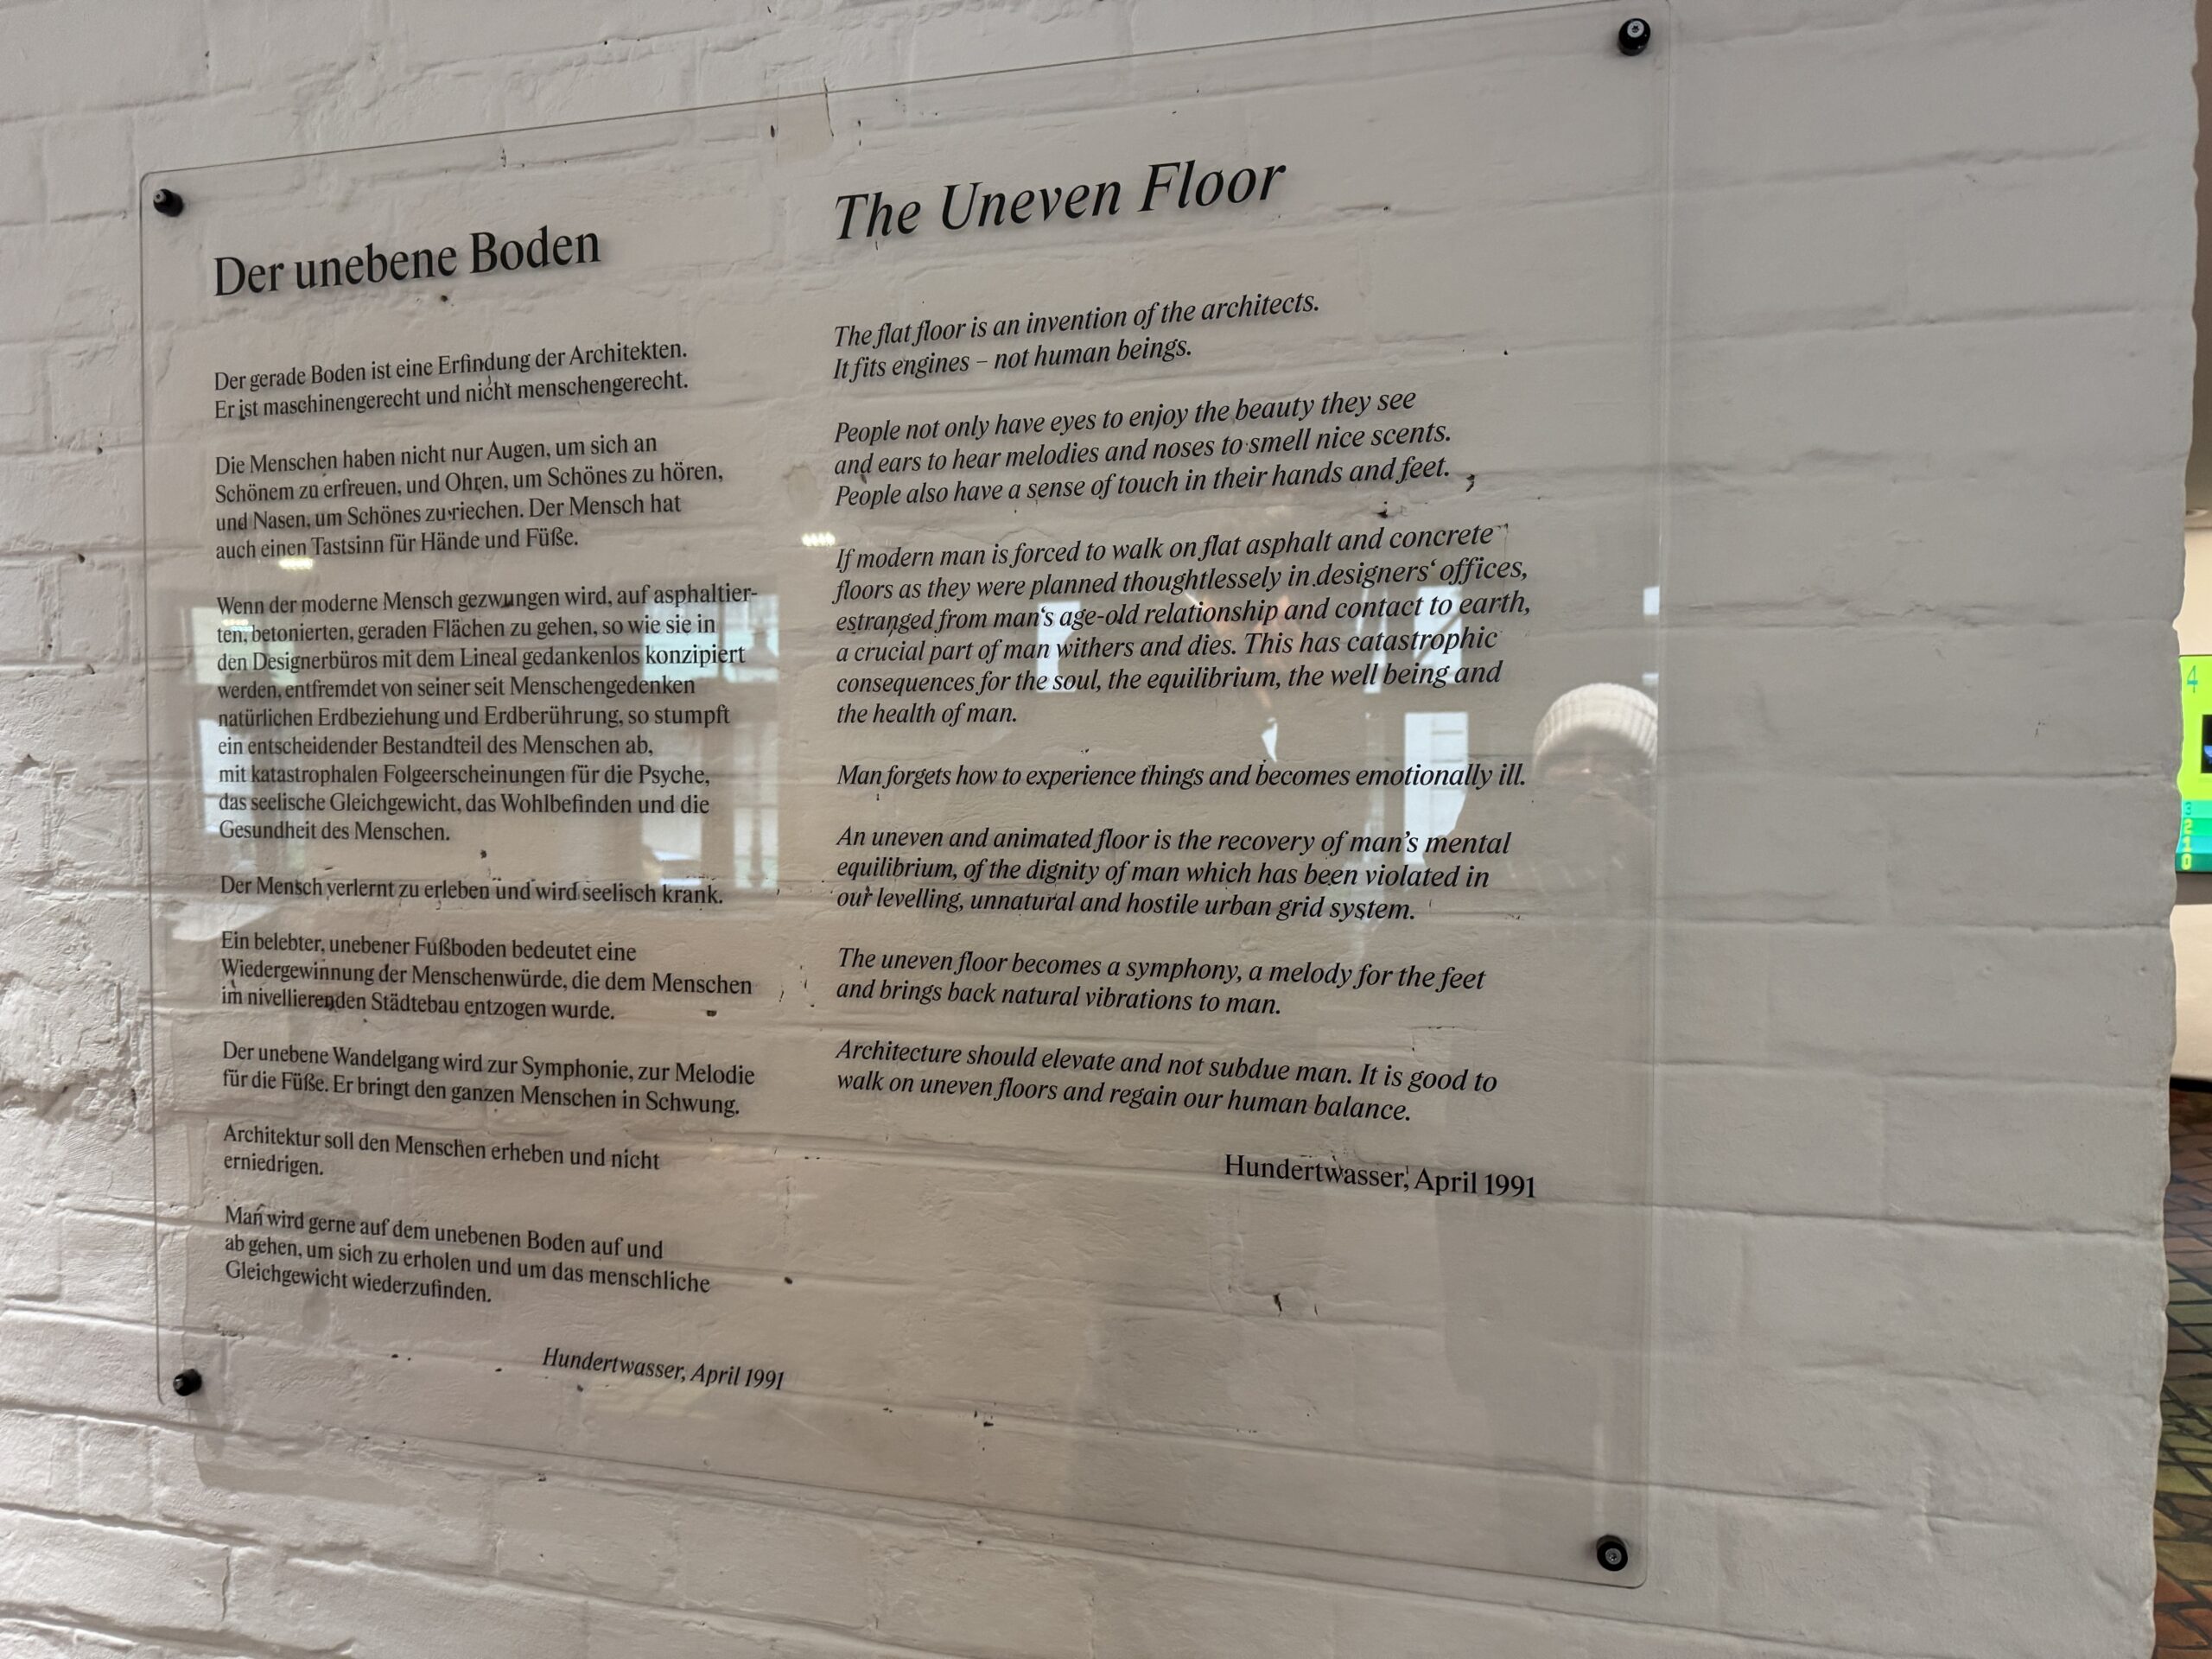 Der unebene Boden
Der gerade Boden ist eine Erfindung der Architekten.
Er ist maschinengerecht und nicht menschengerecht.
Die Menschen haben nicht nur Augen, um sich an
Schönem zu erfreuen, und Ohren, um Schönes zu hören,
und Nasen, um Schönes zu riechen. Der Mensch hat
auch einen Tastsinn für Hände und Füße.
Wenn der moderne Mensch gezwungen wird, auf asphaltier-
ten, betonierten, geraden Flächen zu gehen, so wie sie in
den Designerbüros mit dem Lineal gedankenlos konzipiert
werden, entfremdet von seiner seit Menschengedenken
natürlichen Erdbeziehung und Erdberührung, so stumpft
ein entscheidender Bestandteil des Menschen ab,
mit katastrophalen Folgeerscheinungen für die Psyche,
das seelische Gleichgewicht, das Wohlbefinden und die
Gesundheit des Menschen.
Der Mensch verlernt zu erleben und wird seelisch krank.
Ein belebter, unebener Fußboden bedeutet eine
Wiedergewinnung der Menschenwürde, die dem Menschen
im nivellierenden Städtebau entzogen wurde.
Der unebene Wandelgang wird zur Symphonie, zur Melodie
für die Füße. Er bringt den ganzen Menschen in Schwung.
Architektur soll den Menschen erheben und nicht
erniedrigen.
Man wird gerne auf dem unebenen Boden auf und
ab gehen, um sich zu erholen und um das menschliche
Gleichgewicht wiederzufinden.
Hundertwasser, April 1991
The Uneven Floor
The flat floor is an invention of the architects.
It fits engines – not human beings.
People not only have eyes to enjoy the beauty they see
and ears to hear melodies and noses to smell nice scents.
People also have a sense of touch in their hands and feet.
If modern man is forced to walk on flat asphalt and concrete
floors as they were planned thoughtlessely in designers‘ offices,
estranged from man‘s age-old relationship and contact to earth,
a crucial part of man withers and dies. This has catastrophic
consequences for the soul, the equilibrium, the well being and
the health of man.
Man forgets how to experience things and becomes emotionally ill.
An uneven and animated floor is the recovery of man’s mental
equilibrium, of the dignity of man which has been violated in
our levelling, unnatural and hostile urban grid system.
The uneven floor becomes a symphony, a melody for the feet
and brings back natural vibrations to man.
Architecture should elevate and not subdue man. It is good to
walk on uneven floors and regain our human balance.
Hundertwasser, April 1991
4
3
2
1
0